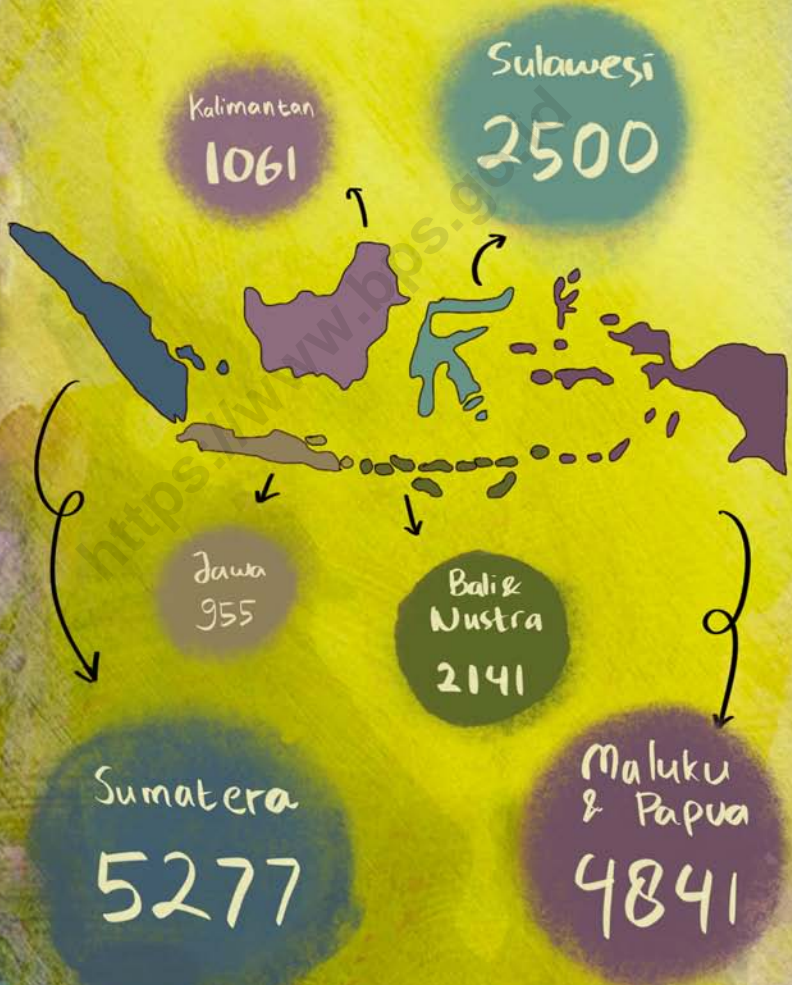 Kalimantan
1061
Sulawesi
2500
Jawa
955
Bali &
Nustra
2141
Sumatera
5277
Maluku
& Papua
4841
https://www.bps.go.id